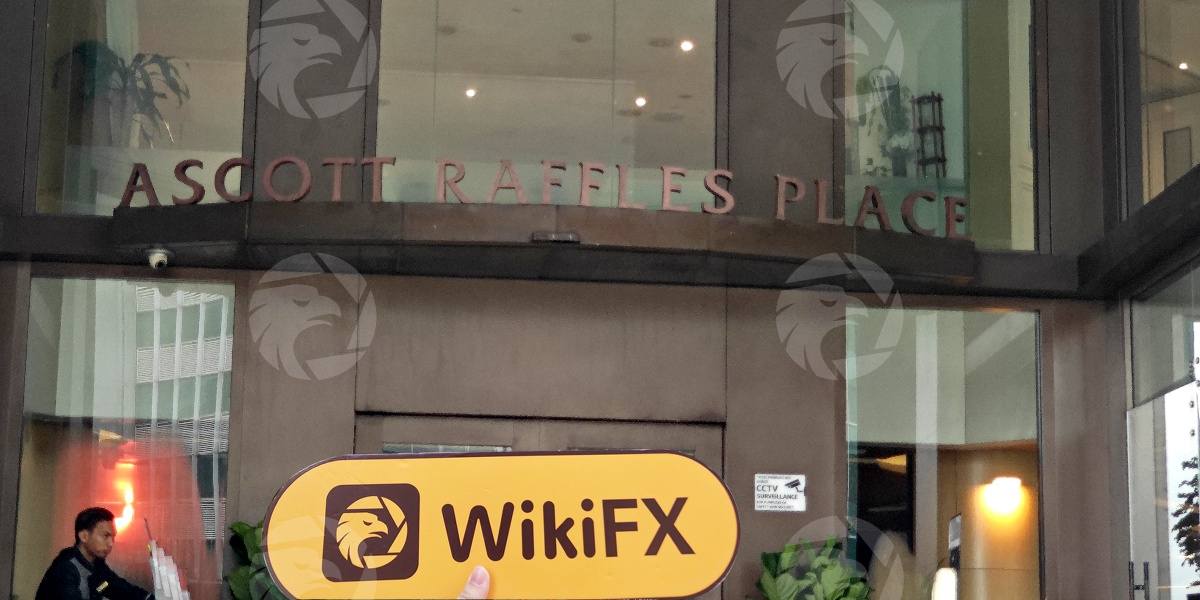 ASCOTT RAFFLES PLACE
CCTV
SURVEILLANCE
WikiFX